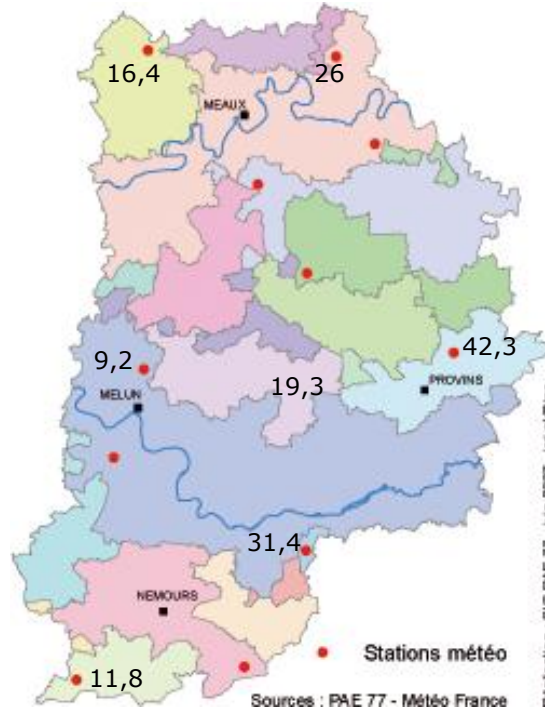 16,4
26
MEAUX
9,2
42,3
19,3
PROVINS
MELUN
31,4
NEMOURS
Stations météo
11,8
Sources : PAE 77 - Météo France